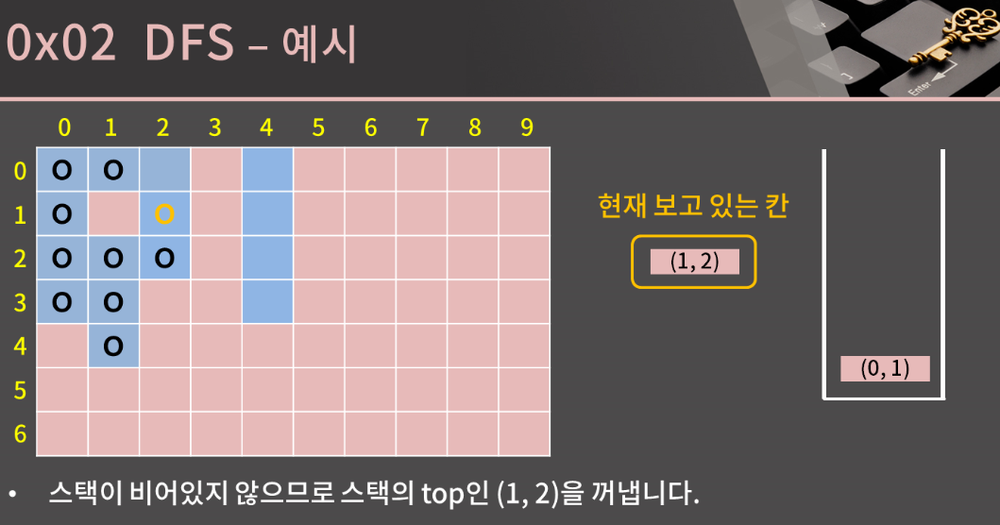 0x02 DFS – 예시
0 1 2 3 4 5 6 7 8 9
0 O O
1 O O
2 O O O
3 O O
4 O
5
6
현재 보고 있는 칸
(1, 2)
(0, 1)
• 스택이 비어있지 않으므로 스택의 top인 (1, 2)을 꺼냅니다.
Enter